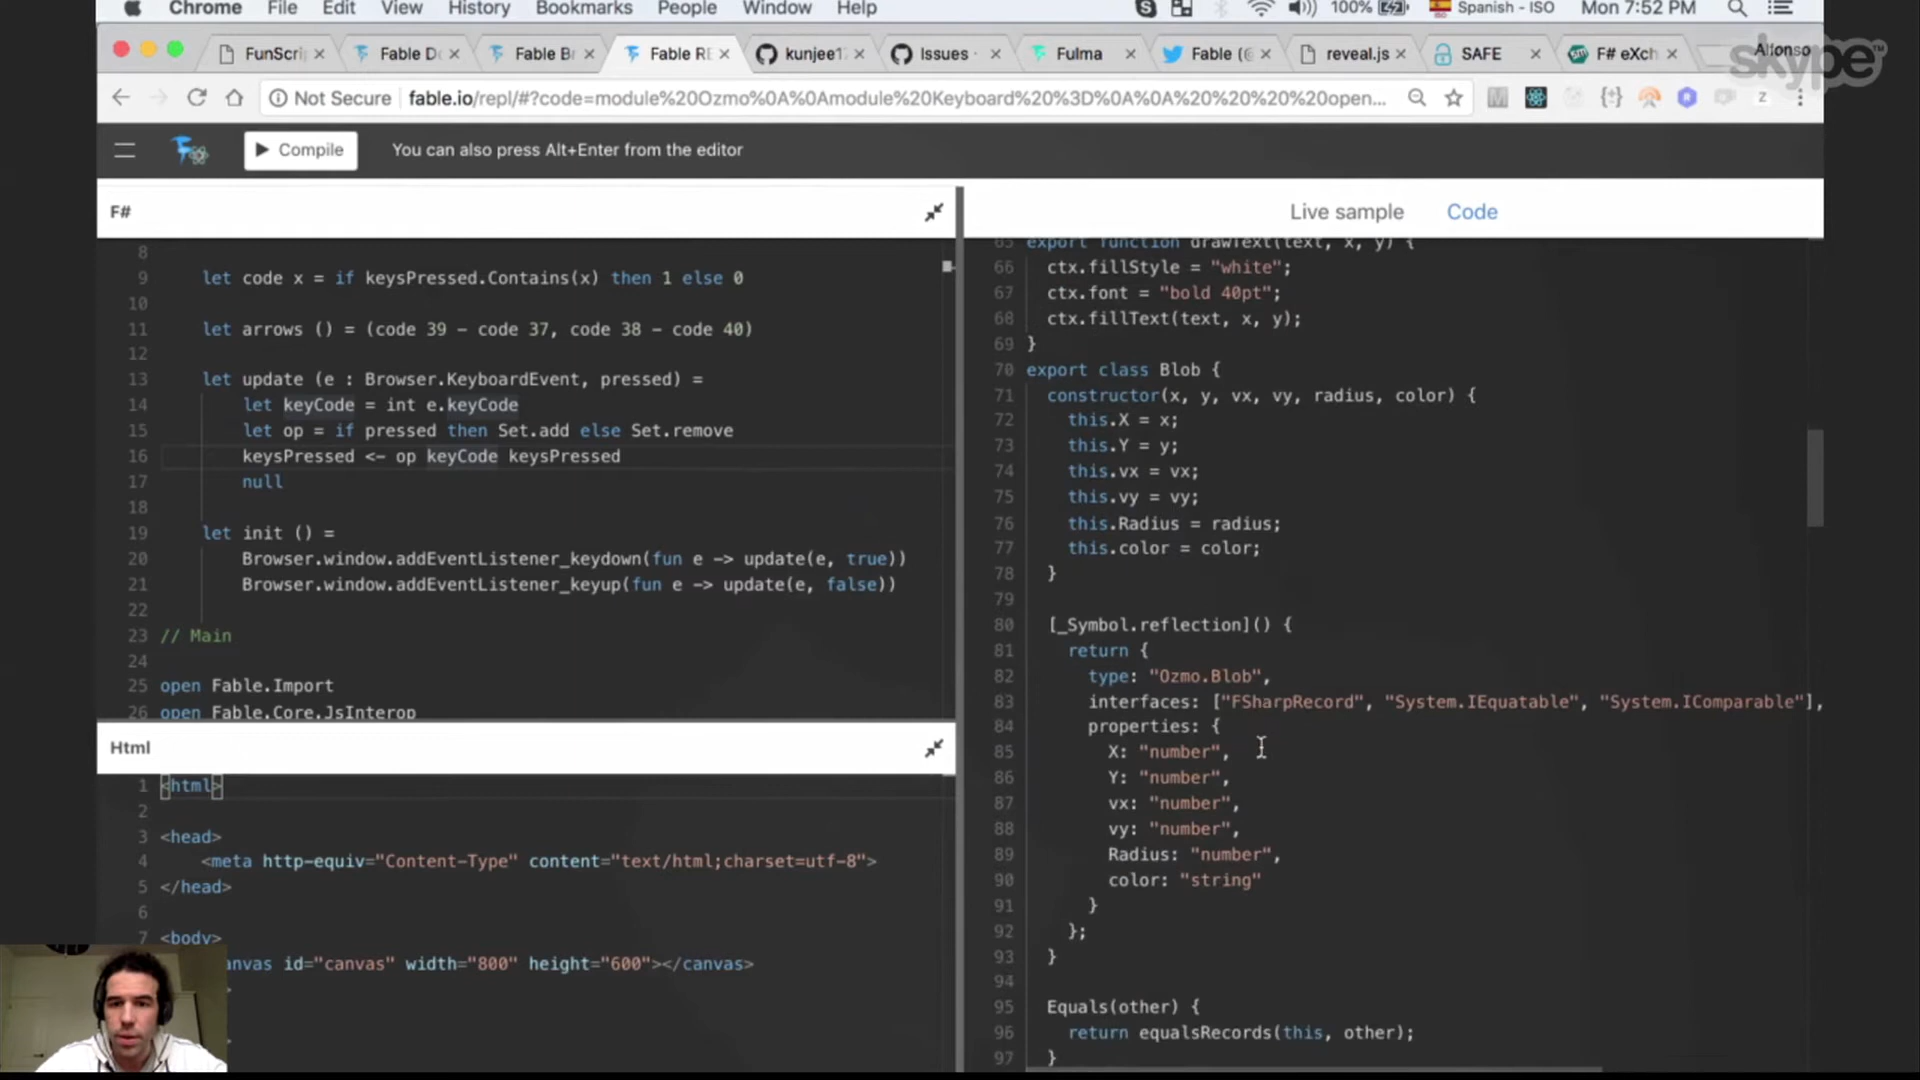 Chrome File Edit View History Bookmarks People Window Help 100% Spanish - ISO Mon 7:52 PM
FunScri Fable D Fable B Fable RE kunjee1 Issues - Fulma Fable (@ reveal.js SAFE F# eXch Alfonso
skype™
Not Secure fable.io/repl/#?code=module%20Ozmo%0A%0Amodule%20Keyboard%20%3D%0A%0A%20%20%20%20open...
Compile You can also press Alt+Enter from the editor
F#
8
9 let code x = if keysPressed.Contains(x) then 1 else 0
10
11 let arrows () = (code 39 - code 37, code 38 - code 40)
12
13 let update (e : Browser.KeyboardEvent, pressed) =
14 let keyCode = int e.keyCode
15 let op = if pressed then Set.add else Set.remove
16 keysPressed <- op keyCode keysPressed
17 null
18
19 let init () =
20 Browser.window.addEventListener_keydown(fun e -> update(e, true))
21 Browser.window.addEventListener_keyup(fun e -> update(e, false))
22
23 // Main
24
25 open Fable.Import
26 open Fable.Core.JsInterop
Html
1 <html>
2
3 <head>
4 <meta http-equiv="Content-Type" content="text/html;charset=utf-8">
5 </head>
6
7 <body>
anvas id="canvas" width="800" height="600"></canvas>
Live sample Code
65 export function drawText(text, x, y) {
66 ctx.fillStyle = "white";
67 ctx.font = "bold 40pt";
68 ctx.fillText(text, x, y);
69 }
70 export class Blob {
71 constructor(x, y, vx, vy, radius, color) {
72 this.X = x;
73 this.Y = y;
74 this.vx = vx;
75 this.vy = vy;
76 this.Radius = radius;
77 this.color = color;
78 }
79
80 [_Symbol.reflection]() {
81 return {
82 type: "Ozmo.Blob",
83 interfaces: ["FSharpRecord", "System.IEquatable", "System.IComparable"],
84 properties: {
85 X: "number",
86 Y: "number",
87 vx: "number",
88 vy: "number",
89 Radius: "number",
90 color: "string"
91 }
92 };
93 }
94
95 Equals(other) {
96 return equalsRecords(this, other);
97 }